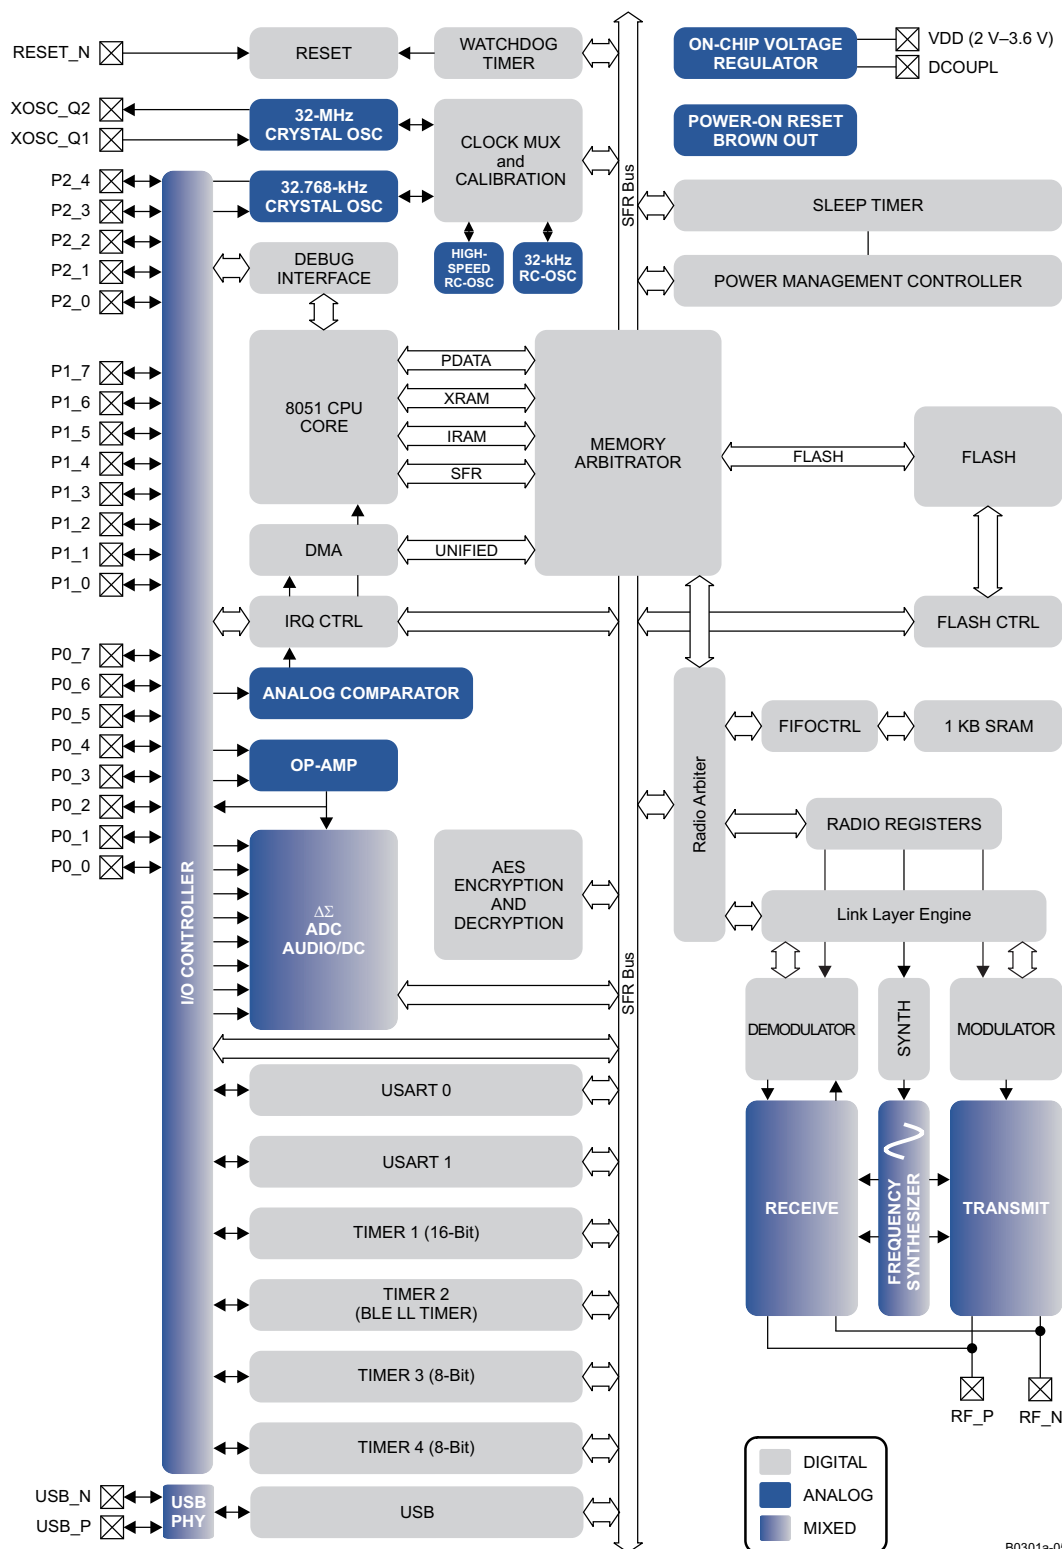 RESET_N
RESET
WATCHDOG
TIMER
ON-CHIP VOLTAGE
REGULATOR
VDD (2 V–3.6 V)
DCOUPL
XOSC_Q2
XOSC_Q1
32-MHz
CRYSTAL OSC
CLOCK MUX
and
CALIBRATION
POWER-ON RESET
BROWN OUT
SFR Bus
P2_4
P2_3
P2_2
P2_1
P2_0
32.768-kHz
CRYSTAL OSC
SLEEP TIMER
DEBUG
INTERFACE
HIGH-
SPEED
RC-OSC
32-kHz
RC-OSC
POWER MANAGEMENT CONTROLLER
P1_7
P1_6
P1_5
P1_4
P1_3
P1_2
P1_1
P1_0
8051 CPU
CORE
PDATA
XRAM
IRAM
SFR
MEMORY
ARBITRATOR
FLASH
FLASH
DMA
UNIFIED
IRQ CTRL
FLASH CTRL
P0_7
P0_6
P0_5
P0_4
P0_3
P0_2
P0_1
P0_0
ANALOG COMPARATOR
OP-AMP
Radio Arbiter
FIFOCTRL
1 KB SRAM
RADIO REGISTERS
I/O CONTROLLER
ΔΣ
ADC
AUDIO/DC
AES
ENCRYPTION
AND
DECRYPTION
Link Layer Engine
SFR Bus
DEMODULATOR
SYNTH
MODULATOR
USART 0
USART 1
TIMER 1 (16-Bit)
TIMER 2
(BLE LL TIMER)
TIMER 3 (8-Bit)
TIMER 4 (8-Bit)
RECEIVE
FREQUENCY
SYNTHESIZER
TRANSMIT
RF_P
RF_N
USB_N
USB_P
USB
PHY
USB
DIGITAL
ANALOG
MIXED